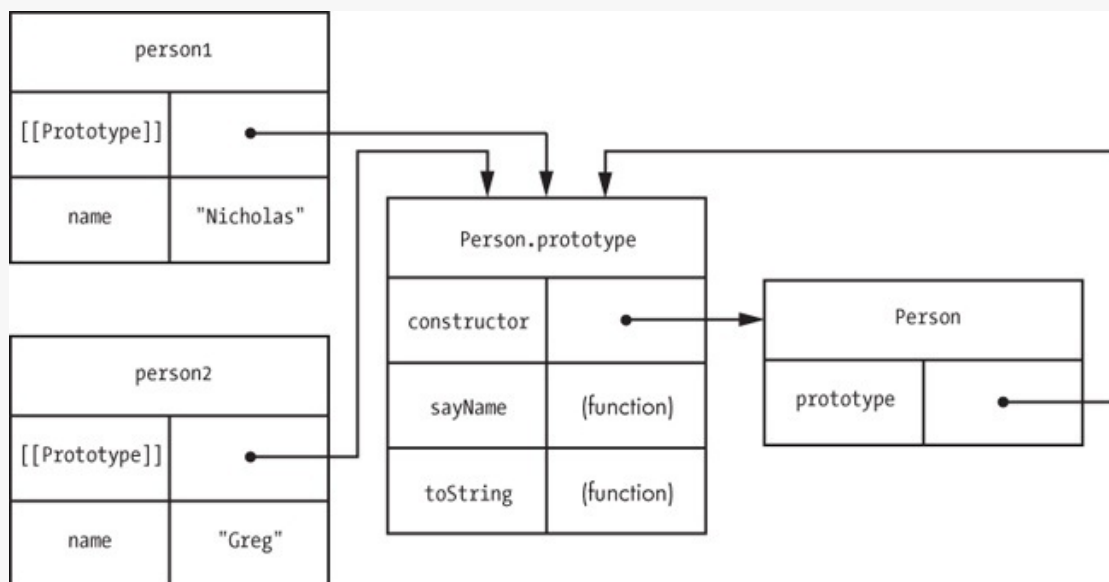 person1
[[Prototype]]
name "Nicholas"
person2
[[Prototype]]
name "Greg"
Person.prototype
constructor
sayName (function)
toString (function)
Person
prototype